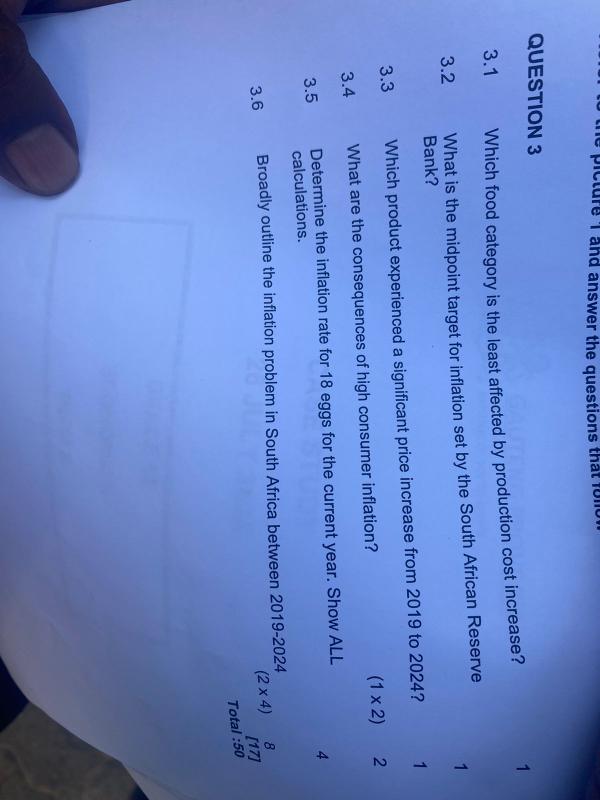 to the picture 1 and answer the questions that follow
QUESTION 3
3.1 Which food category is the least affected by production cost increase? 1
3.2 What is the midpoint target for inflation set by the South African Reserve
Bank? 1
3.3 Which product experienced a significant price increase from 2019 to 2024? 1
3.4 What are the consequences of high consumer inflation? (1 x 2) 2
3.5 Determine the inflation rate for 18 eggs for the current year. Show ALL
calculations. 4
3.6 Broadly outline the inflation problem in South Africa between 2019-2024
(2 x 4) 8
[17]
Total :50